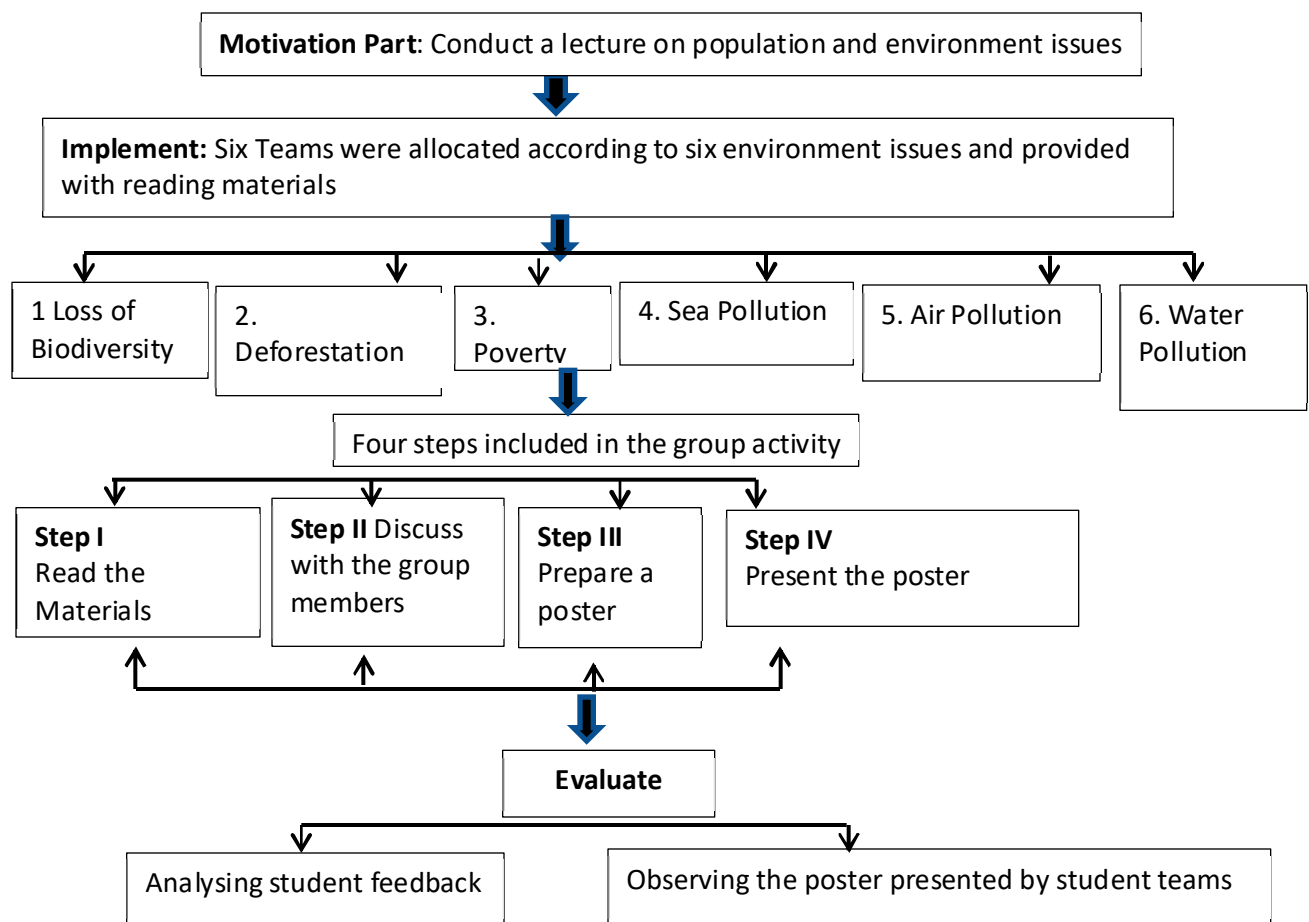 Motivation Part: Conduct a lecture on population and environment issues
Implement: Six Teams were allocated according to six environment issues and provided
with reading materials
1 Loss of
Biodiversity
2.
Deforestation
3.
Poverty
4. Sea Pollution
5. Air Pollution
6. Water
Pollution
Four steps included in the group activity
Step I
Read the
Materials
Step II Discuss
with the group
members
Step III
Prepare a
poster
Step IV
Present the poster
Evaluate
Analysing student feedback
Observing the poster presented by student teams